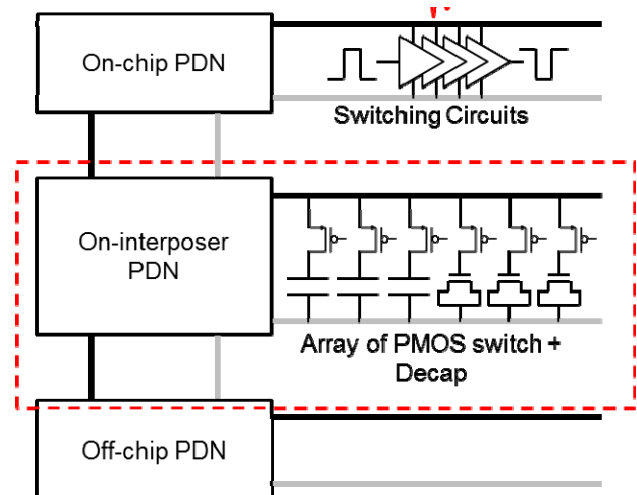 On-chip PDN
Switching Circuits
On-interposer
PDN
Array of PMOS switch +
Decap
Off-chip PDN